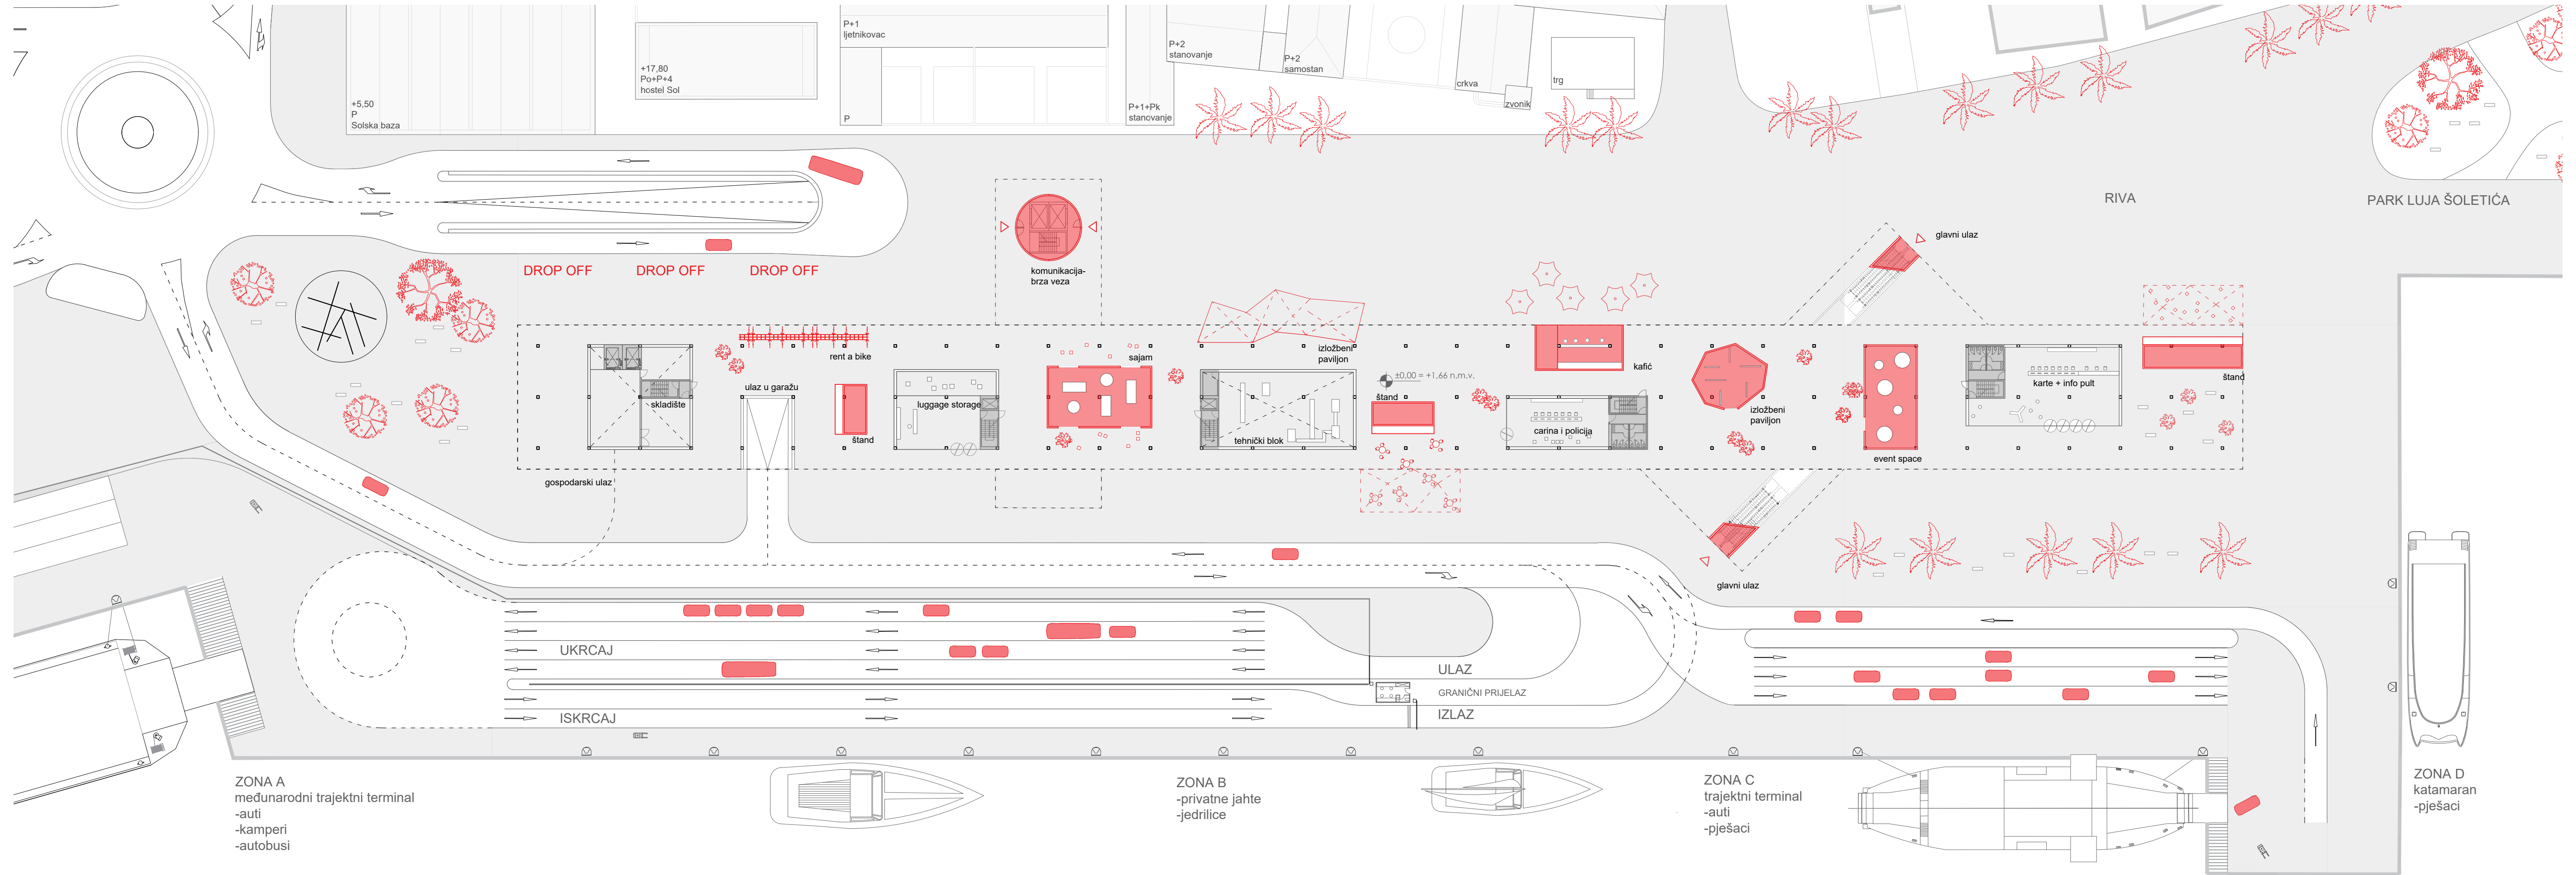 P+1
ljetnikovac
P+2
stanovanje
P+2
samostan
+17,80
Po+P+4
hostel Sol
crkva
trg
zvonik
+5,50
P
Solska baza
P
P+1+Pk
stanovanje
RIVA
PARK LUJA ŠOLETIĆA
glavni ulaz
DROP OFF
DROP OFF
DROP OFF
komunikacija-
brza veza
rent a bike
sajam
izložbeni
paviljon
kafić
±0,00 = +1,66 n.m.v.
ulaz u garažu
skladište
luggage storage
štand
štand
tehnički blok
carina i policija
izložbeni
paviljon
event space
karte + info pult
štand
gospodarski ulaz
glavni ulaz
UKRCAJ
ISKRCAJ
ULAZ
GRANIČNI PRIJELAZ
IZLAZ
ZONA A
međunarodni trajektni terminal
-auti
-kamperi
-autobusi
ZONA B
-privatne jahte
-jedrilice
ZONA C
trajektni terminal
-auti
-pješaci
ZONA D
katamaran
-pješaci